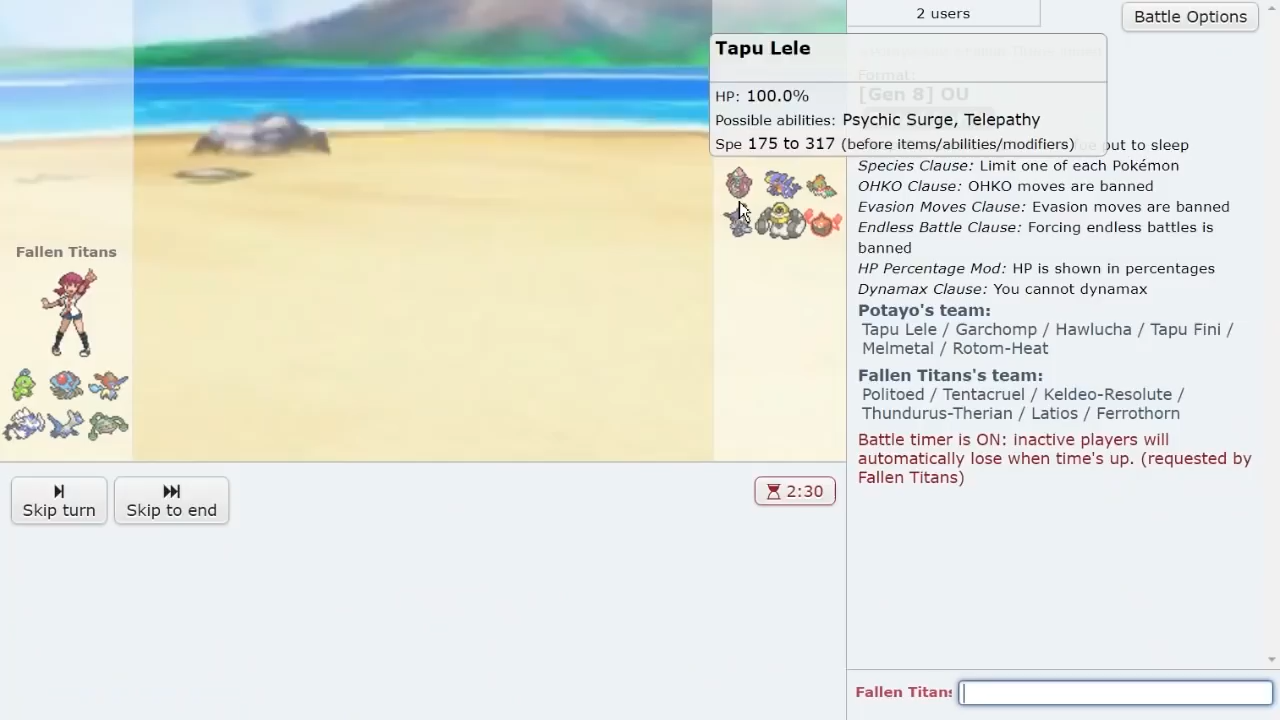 2 users
Battle Options
Tapu Lele
HP: 100.0%
Possible abilities: Psychic Surge, Telepathy
Spe 175 to 317 (before items/abilities/modifiers)
Format:
[Gen 8] OU
put to sleep
Species Clause: Limit one of each Pokémon
OHKO Clause: OHKO moves are banned
Evasion Moves Clause: Evasion moves are banned
Endless Battle Clause: Forcing endless battles is
banned
HP Percentage Mod: HP is shown in percentages
Dynamax Clause: You cannot dynamax
Potayo's team:
Tapu Lele / Garchomp / Hawlucha / Tapu Fini /
Melmetal / Rotom-Heat
Fallen Titans's team:
Politoed / Tentacruel / Keldeo-Resolute /
Thundurus-Therian / Latios / Ferrothorn
Battle timer is ON: inactive players will
automatically lose when time's up. (requested by
Fallen Titans)
Fallen Titans
2:30
Skip turn
Skip to end
Fallen Titans